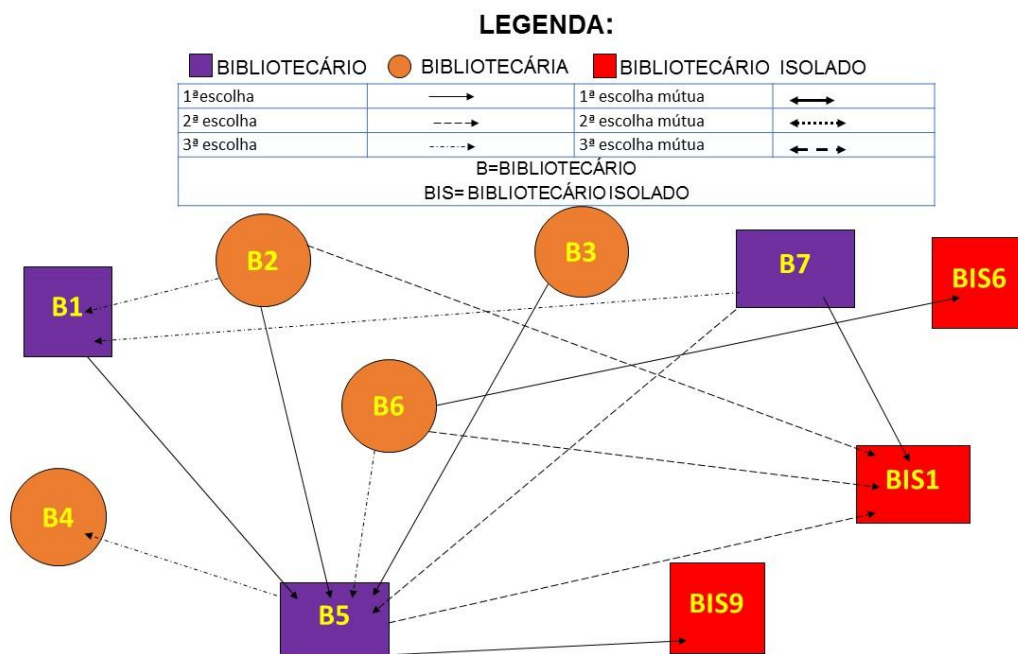 LEGENDA:
BIBLIOTECÁRIO BIBLIOTECÁRIA BIBLIOTECÁRIO ISOLADO
1ªescolha 1ª escolha mútua
2ª escolha 2ª escolha mútua
3ª escolha 3ª escolha mútua
B=BIBLIOTECÁRIO
BIS= BIBLIOTECÁRIO ISOLADO
B2 B3
B7
BIS6
B1
B6
BIS1
B4
BIS9
B5